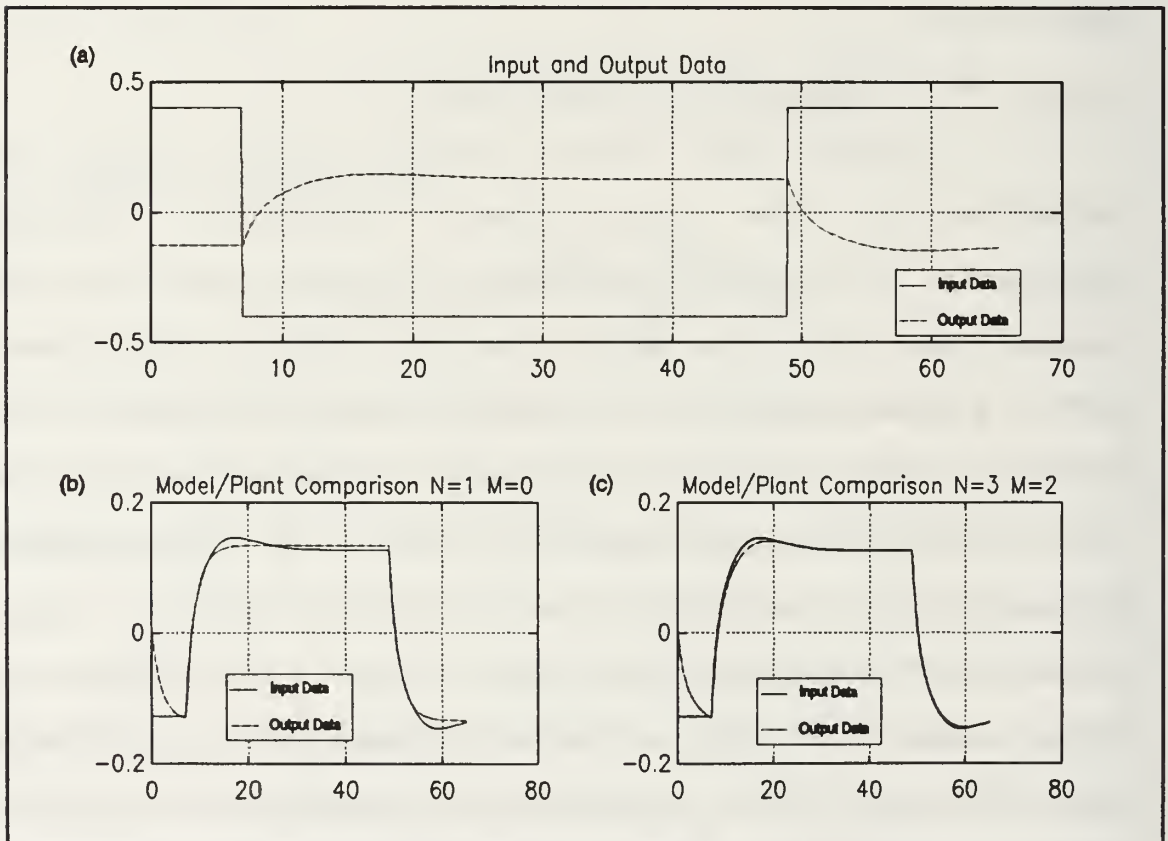 (a)
Input and Output Data
0.5
0
-0.5
0 10 20 30 40 50 60 70
Input Data
Output Data
(b)
Model/Plant Comparison N=1 M=0
0.2
0
-0.2
0 20 40 60 80
Input Data
Output Data
(c)
Model/Plant Comparison N=3 M=2
0.2
0
-0.2
0 20 40 60 80
Input Data
Output Data